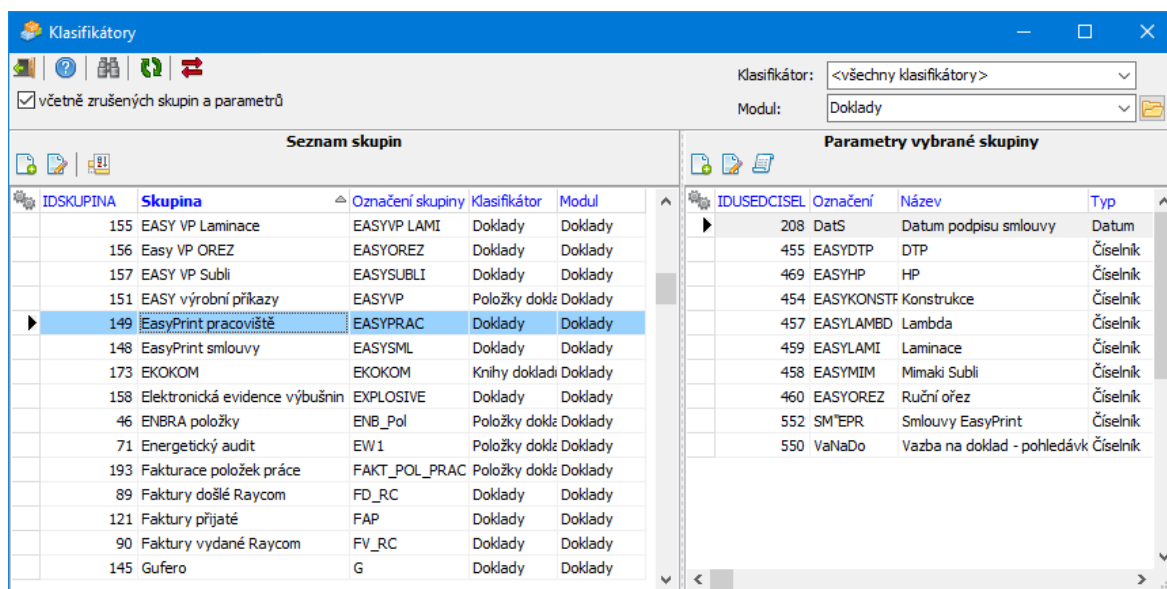 Klasifikátory
Klasifikátor: <všechny klasifikátory>
včetně zrušených skupin a parametrů
Modul: Doklady
Seznam skupin
IDSKUPINA Skupina Označení skupiny Klasifikátor Modul
155 EASY VP Laminace EASYVP LAMI Doklady Doklady
156 Easy VP OREZ EASYOREZ Doklady Doklady
157 EASY VP Subli EASYSUBLI Doklady Doklady
151 EASY výrobní příkazy EASYVP Položky dokla Doklady
149 EasyPrint pracoviště EASYPRAC Doklady Doklady
148 EasyPrint smlouvy EASYSML Doklady Doklady
173 EKOKOM EKOKOM Knihy dokladi Doklady
158 Elektronická evidence výbušnin EXPLOSIVE Doklady Doklady
46 ENBRA položky ENB_Pol Položky dokla Doklady
71 Energetický audit EW1 Položky dokla Doklady
193 Fakturace položek práce FAKT_POL_PRAC Položky dokla Doklady
89 Faktury došlé Raycom FD_RC Doklady Doklady
121 Faktury přijaté FAP Doklady Doklady
90 Faktury vydané Raycom FV_RC Doklady Doklady
145 Gufero G Doklady Doklady
Parametry vybrané skupiny
IDUSEDCISEL Označení Název Typ
208 DatS Datum podpisu smlouvy Datum
455 EASYDTP DTP Číselník
469 EASYHP HP Číselník
454 EASYKONSTF Konstrukce Číselník
457 EASYLAMBD Lambda Číselník
459 EASYLAMI Laminace Číselník
458 EASYMIM Mimaki Subli Číselník
460 EASYOREZ Ruční ořez Číselník
552 SM"EPR Smlouvy EasyPrint Číselník
550 VaNaDo Vazba na doklad - pohledávk Číselník